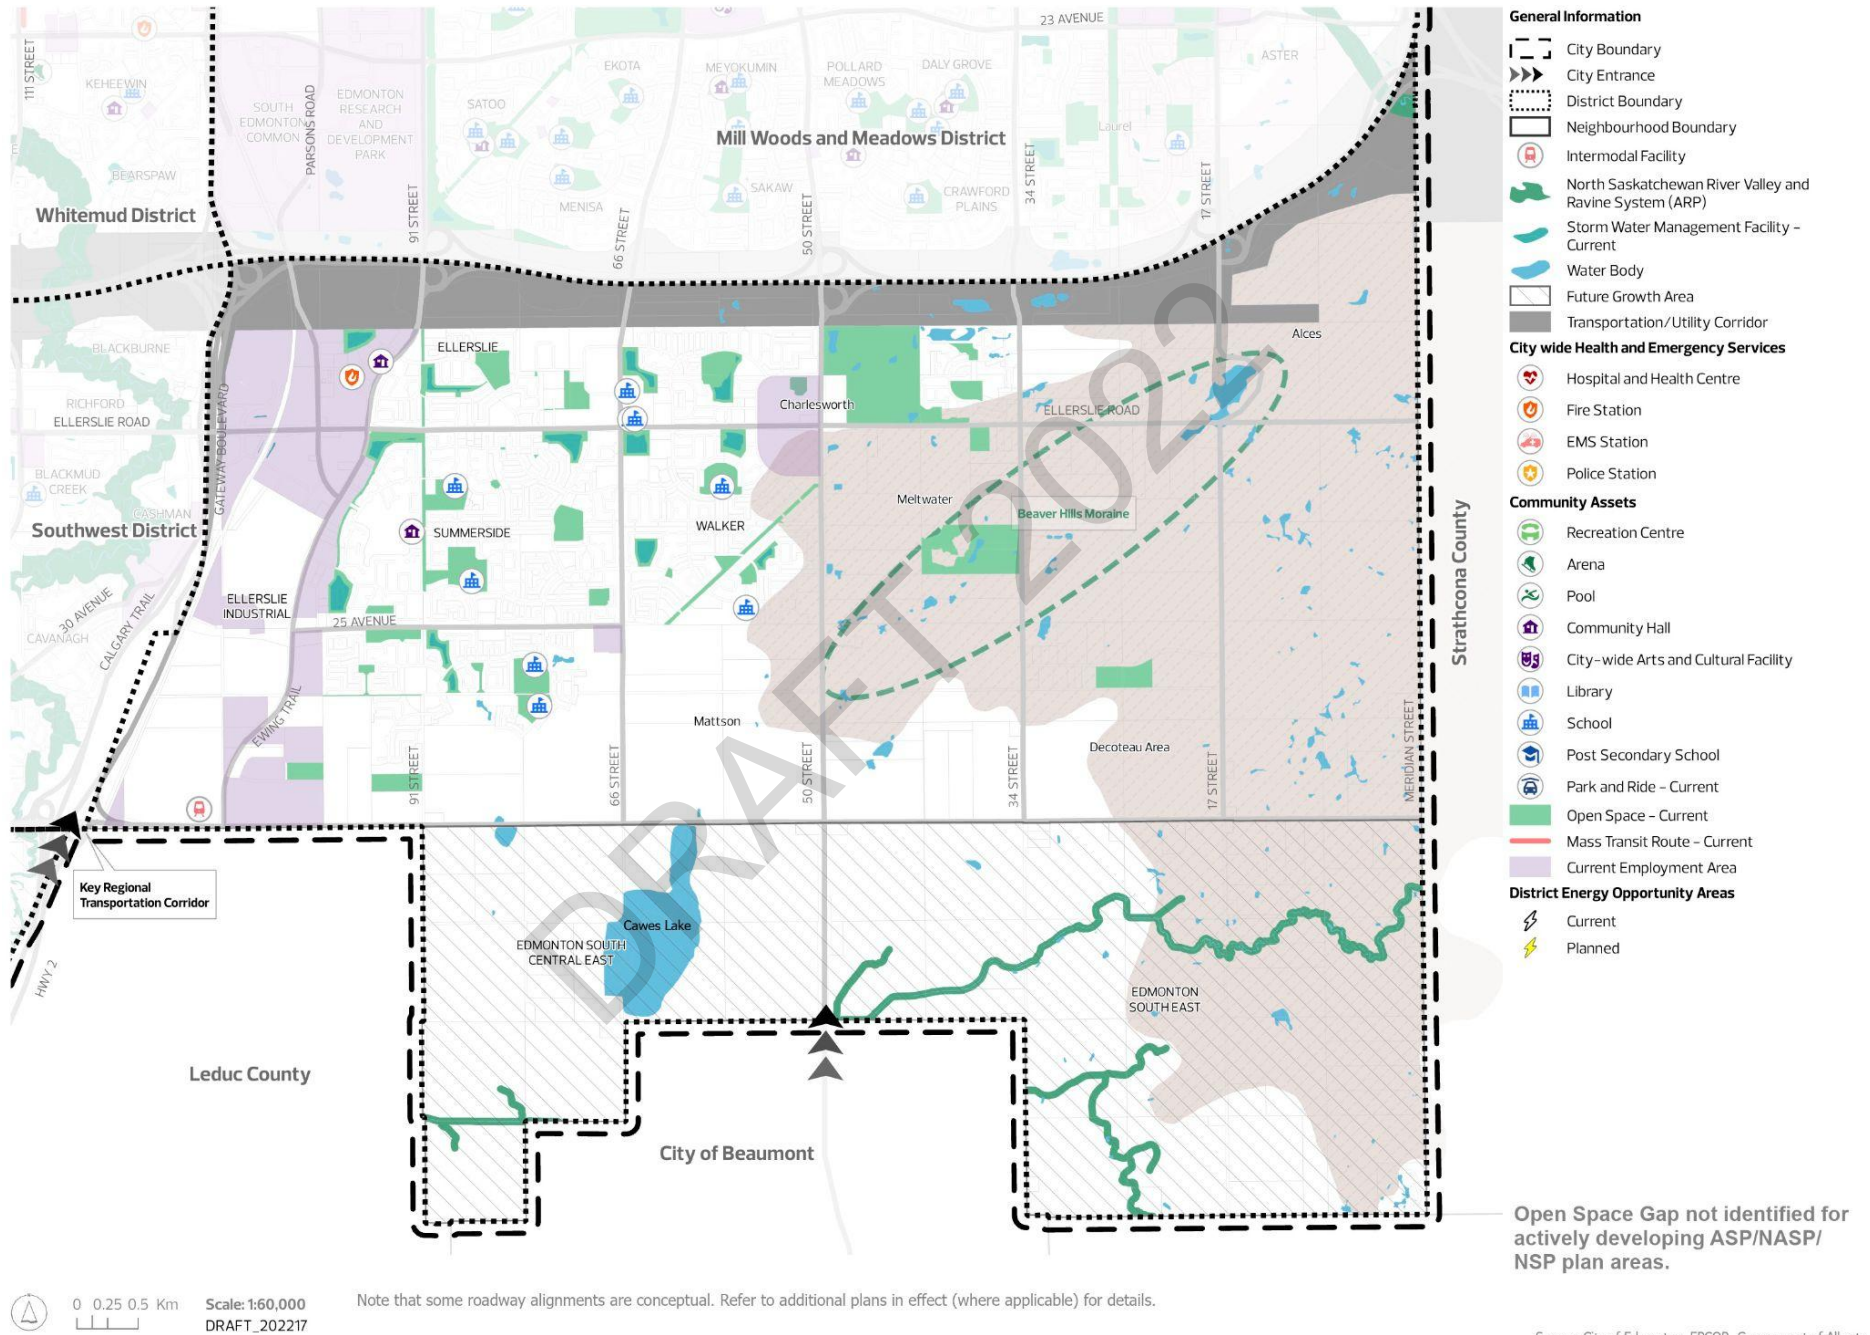 23 AVENUE
111 STREET
KEHEEWIN
SOUTH
EDMONTON
COMMON
PARSONS ROAD
EDMONTON
RESEARCH
AND
DEVELOPMENT
PARK
SATOO
EKOTA
MEYOKUMIN
POLLARD
MEADOWS
DALY GROVE
ASTER
Laurel
Mill Woods and Meadows District
BEARSPAW
Whitemud District
91 STREET
MENISA
66 STREET
SAKAW
50 STREET
CRAWFORD
PLAINS
34 STREET
17 STREET
BLACKBURNE
ELLERSLIE
Alces
RICHFORD
ELLERSLIE ROAD
GATEWAY BOULEVARD
Charlesworth
ELLERSLIE ROAD
BLACKMUD
CREEK
CASHMAN
Southwest District
SUMMERSIDE
WALKER
Meltwater
Beaver Hills Moraine
Strathcona County
30 AVENUE
CAVANAGH
CALGARY TRAIL
ELLERSLIE
INDUSTRIAL
25 AVENUE
EWING TRAIL
Mattson
Decoteau Area
91 STREET
66 STREET
50 STREET
34 STREET
17 STREET
MERIDIAN STREET
Key Regional
Transportation Corridor
HWY 2
Cawes Lake
EDMONTON SOUTH
CENTRAL EAST
EDMONTON
SOUTH EAST
Leduc County
City of Beaumont
DRAFT 2022
General Information
City Boundary
City Entrance
District Boundary
Neighbourhood Boundary
Intermodal Facility
North Saskatchewan River Valley and
Ravine System (ARP)
Storm Water Management Facility –
Current
Water Body
Future Growth Area
Transportation/Utility Corridor
City wide Health and Emergency Services
Hospital and Health Centre
Fire Station
EMS Station
Police Station
Community Assets
Recreation Centre
Arena
Pool
Community Hall
City-wide Arts and Cultural Facility
Library
School
Post Secondary School
Park and Ride – Current
Open Space – Current
Mass Transit Route – Current
Current Employment Area
District Energy Opportunity Areas
Current
Planned
Open Space Gap not identified for
actively developing ASP/NASP/
NSP plan areas.
0 0.25 0.5 Km
Scale: 1:60,000
DRAFT_202217
Note that some roadway alignments are conceptual. Refer to additional plans in effect (where applicable) for details.